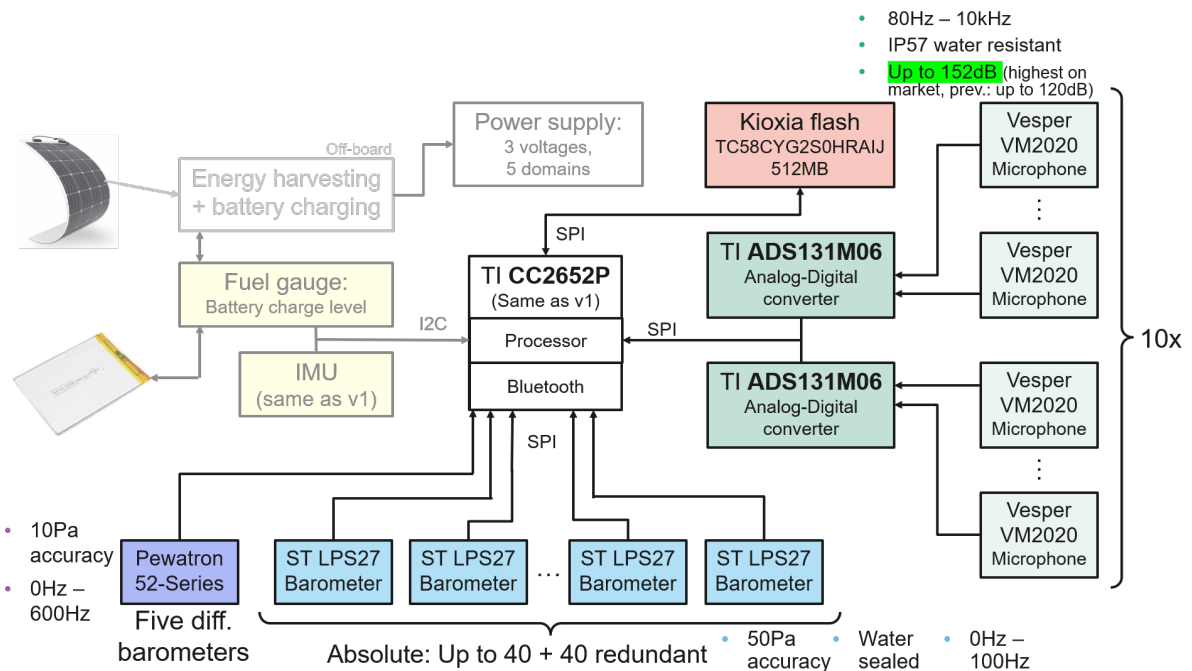 80Hz – 10kHz
IP57 water resistant
Up to 152dB (highest on
market, prev.: up to 120dB)
Off-board
Energy harvesting
+ battery charging
Power supply:
3 voltages,
5 domains
Kioxia flash
TC58CYG2S0HRAIJ
512MB
Vesper
VM2020
Microphone
⋮
SPI
Fuel gauge:
Battery charge level
TI CC2652P
(Same as v1)
Processor
Bluetooth
TI ADS131M06
Analog-Digital
converter
Vesper
VM2020
Microphone
I2C
SPI
10x
IMU
(same as v1)
TI ADS131M06
Analog-Digital
converter
Vesper
VM2020
Microphone
⋮
SPI
Vesper
VM2020
Microphone
10Pa
accuracy
0Hz –
600Hz
Pewatron
52-Series
Five diff.
barometers
ST LPS27
Barometer
ST LPS27
Barometer
...
ST LPS27
Barometer
ST LPS27
Barometer
Absolute: Up to 40 + 40 redundant
50Pa
accuracy
Water
sealed
0Hz –
100Hz